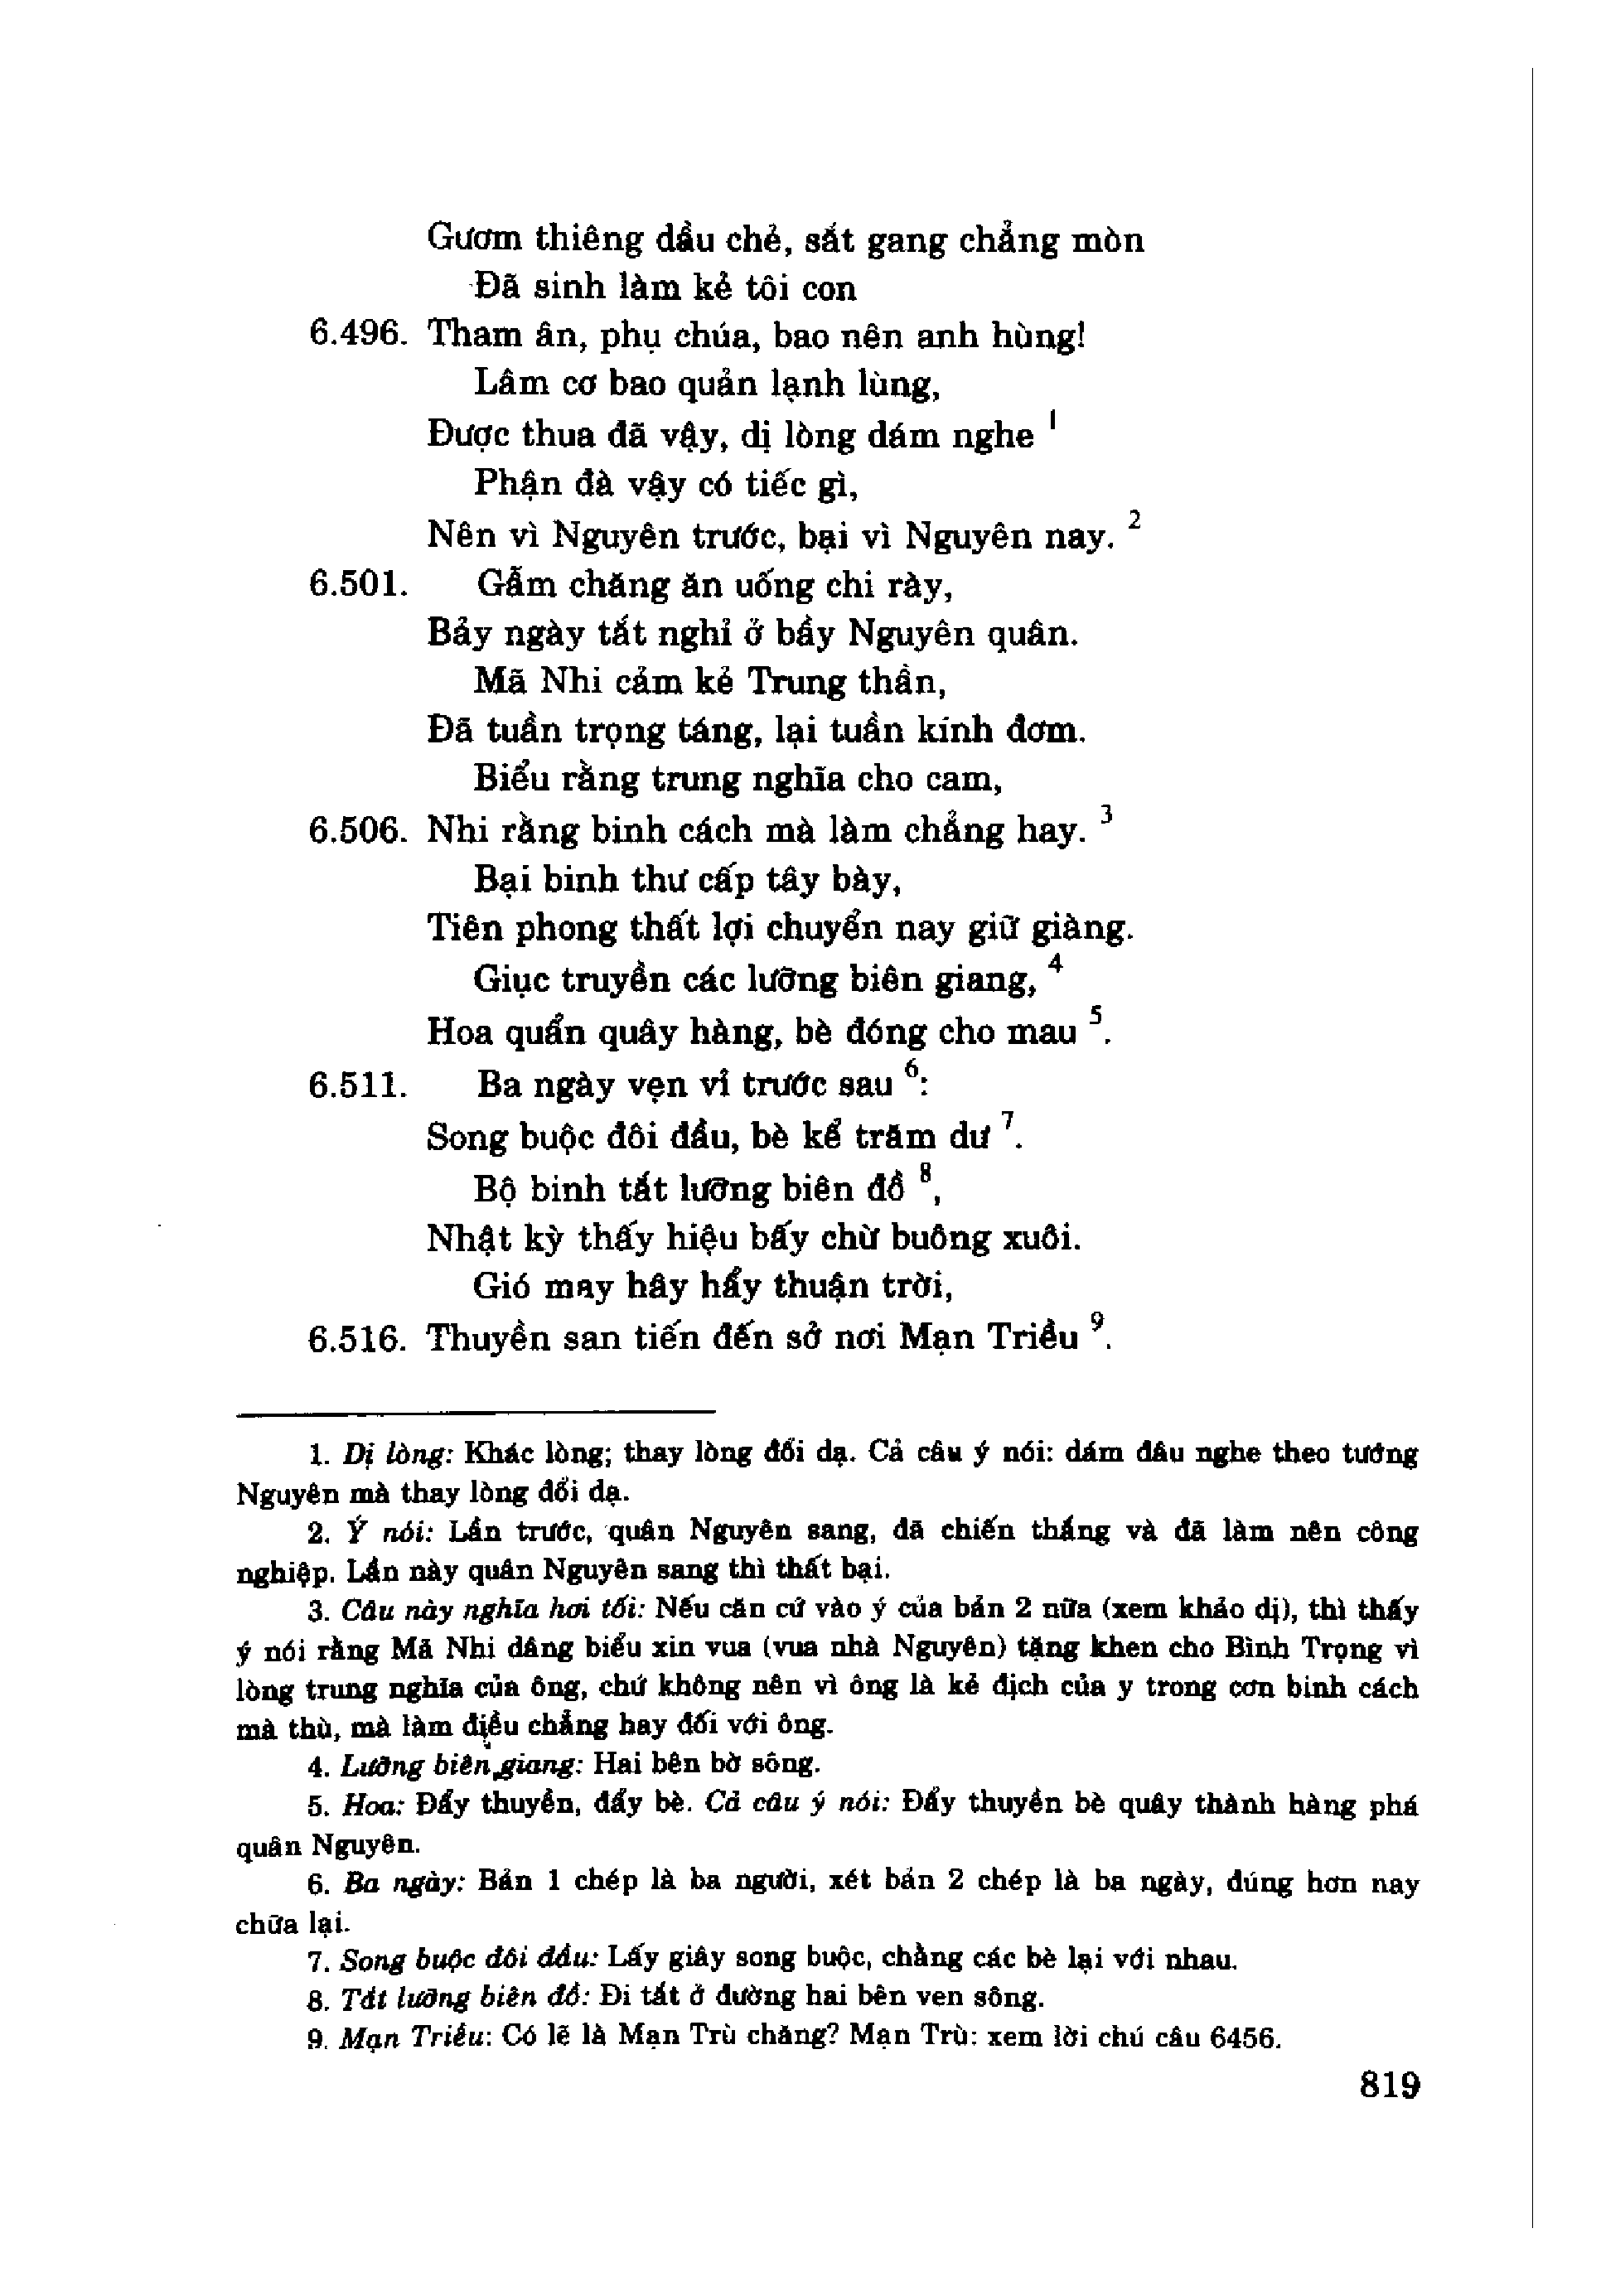 Gươm thiêng dầu chẻ, sắt gang chẳng mòn
Đã sinh làm kẻ tôi con
6.496. Tham ân, phụ chúa, bao nên anh hùng!
Lâm cơ bao quản lạnh lùng,
Được thua đã vậy, dị lòng dám nghe 1
Phận đà vậy có tiếc gì,
Nên vì Nguyên trước, bại vì Nguyên nay. 2
6.501. Gẫm chăng ăn uống chi rày,
Bảy ngày tắt nghỉ ở bầy Nguyên quân.
Mã Nhi cảm kẻ Trung thần,
Đã tuần trọng táng, lại tuần kính đơm.
Biểu rằng trung nghĩa cho cam,
6.506. Nhi rằng binh cách mà làm chẳng hay. 3
Bại binh thư cấp tây bày,
Tiên phong thất lợi chuyển nay giữ giàng.
Giục truyền các lưỡng biên giang, 4
Hoa quẩn quây hàng, bè đóng cho mau 5.
6.511. Ba ngày vẹn vỉ trước sau 6:
Song buộc đôi đầu, bè kể trăm dư 7.
Bộ binh tắt lưỡng biên đồ 8,
Nhật kỳ thấy hiệu bấy chừ buông xuôi.
Gió may hây hẩy thuận trời,
6.516. Thuyền san tiến đến sở nơi Mạn Triều 9.
1. Dị lòng: Khác lòng; thay lòng đổi dạ. Cả câu ý nói: dám đâu nghe theo tướng
Nguyên mà thay lòng đổi dạ.
2. Ý nói: Lần trước, quân Nguyên sang, đã chiến thắng và đã làm nên công
nghiệp. Lần này quân Nguyên sang thì thất bại.
3. Câu này nghĩa hơi tối: Nếu căn cứ vào ý của bản 2 nữa (xem khảo dị), thì thấy
ý nói rằng Mã Nhi dâng biểu xin vua (vua nhà Nguyên) tặng khen cho Bình Trọng vì
lòng trung nghĩa của ông, chứ không nên vì ông là kẻ địch của y trong cơn binh cách
mà thù, mà làm điều chẳng hay đối với ông.
4. Lưỡng biên giang: Hai bên bờ sông.
5. Hoa: Đẩy thuyền, đẩy bè. Cả câu ý nói: Đẩy thuyền bè quây thành hàng phá
quân Nguyên.
6. Ba ngày: Bản 1 chép là ba người, xét bản 2 chép là ba ngày, đúng hơn nay
chữa lại.
7. Song buộc đôi đầu: Lấy giây song buộc, chằng các bè lại với nhau.
8. Tắt lưỡng biên đồ: Đi tắt ở đường hai bên ven sông.
9. Mạn Triều: Có lẽ là Mạn Trù chăng? Mạn Trù: xem lời chú câu 6456.
819